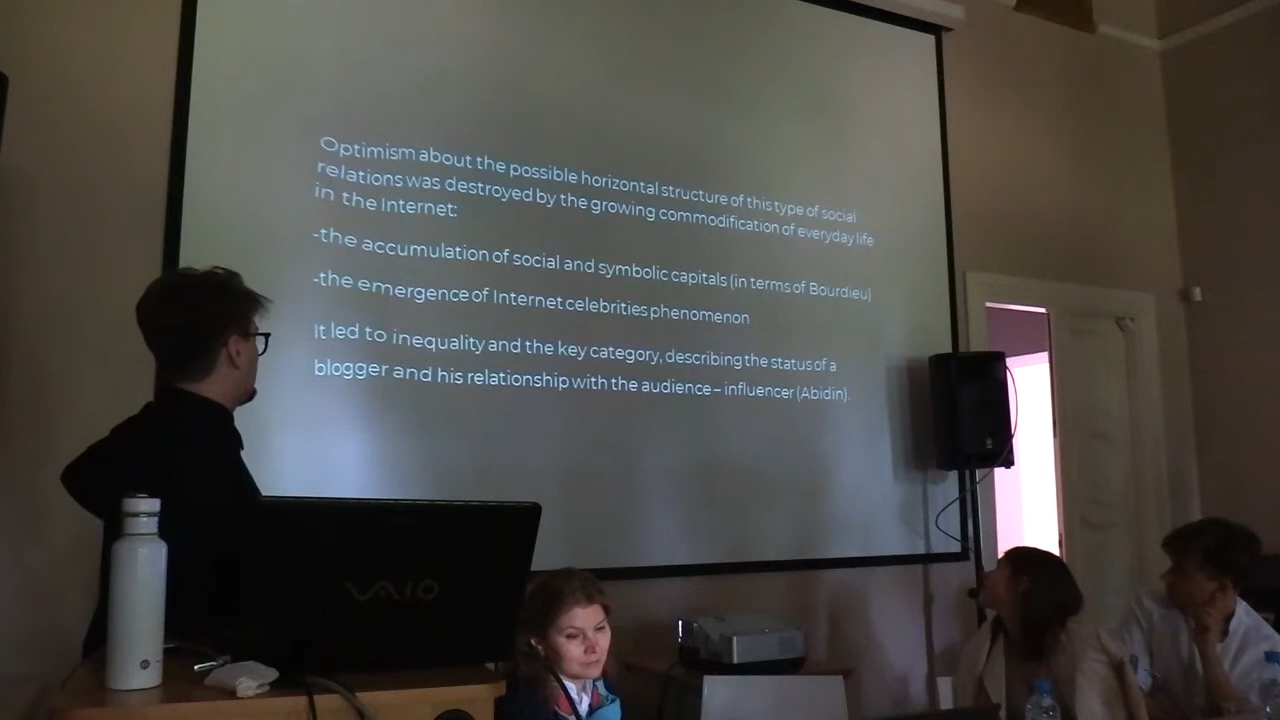 Optimism about the possible horizontal structure of this type of social
relations was destroyed by the growing commodification of everyday life
in the Internet:
-the accumulation of social and symbolic capitals (in terms of Bourdieu)
-the emergence of Internet celebrities phenomenon
It led to inequality and the key category, describing the status of a
blogger and his relationship with the audience – influencer (Abidin).
VAIO